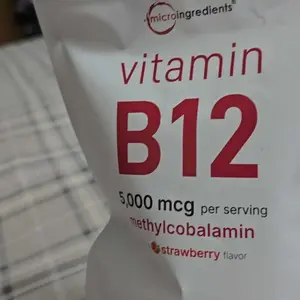 microingredients®
vitamin
B12
5,000 mcg per serving
methylcobalamin
strawberry flavor